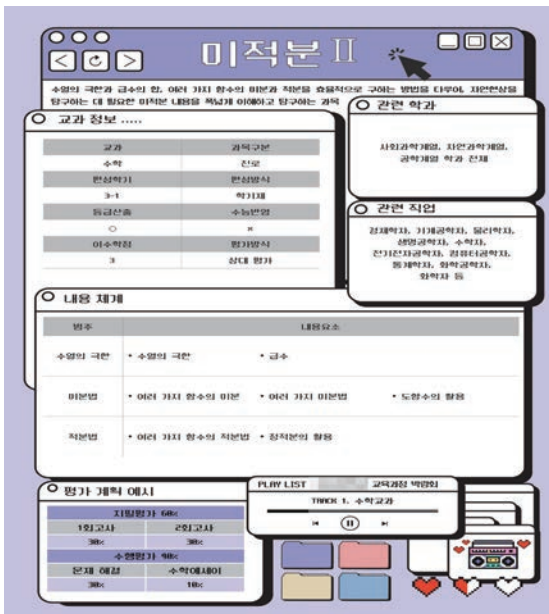 미적분Ⅱ
수열의 극한과 급수의 합, 여러 가지 함수의 미분과 적분을 효율적으로 구하는 방법을 다루어, 자연현상을
탐구하는 데 필요한 미적분 내용을 폭넓게 이해하고 탐구하는 과목
교과 정보 .....
교과 과목구분
수학 진로
편성학기 편성방식
3-1 학기제
등급산출 수능반영
○ ×
이수학점 평가방식
3 상대 평가
관련 학과
사회과학계열, 자연과학계열,
공학계열 학과 전체
관련 직업
경제학자, 기계공학자, 물리학자,
생명공학자, 수학자,
전기전자공학자, 컴퓨터공학자,
통계학자, 화학공학자,
화학자 등
내용 체계
범주 내용요소
수열의 극한 • 수열의 극한 • 급수
미분법 • 여러 가지 함수의 미분 • 여러 가지 미분법 • 도함수의 활용
적분법 • 여러 가지 함수의 적분법 • 정적분의 활용
평가 계획 예시
지필평가 60%
1회고사 2회고사
30% 30%
수행평가 40%
문제 해결 수학에세이
30% 10%
PLAY LIST 교육과정 박람회
TRACK 1. 수학교과